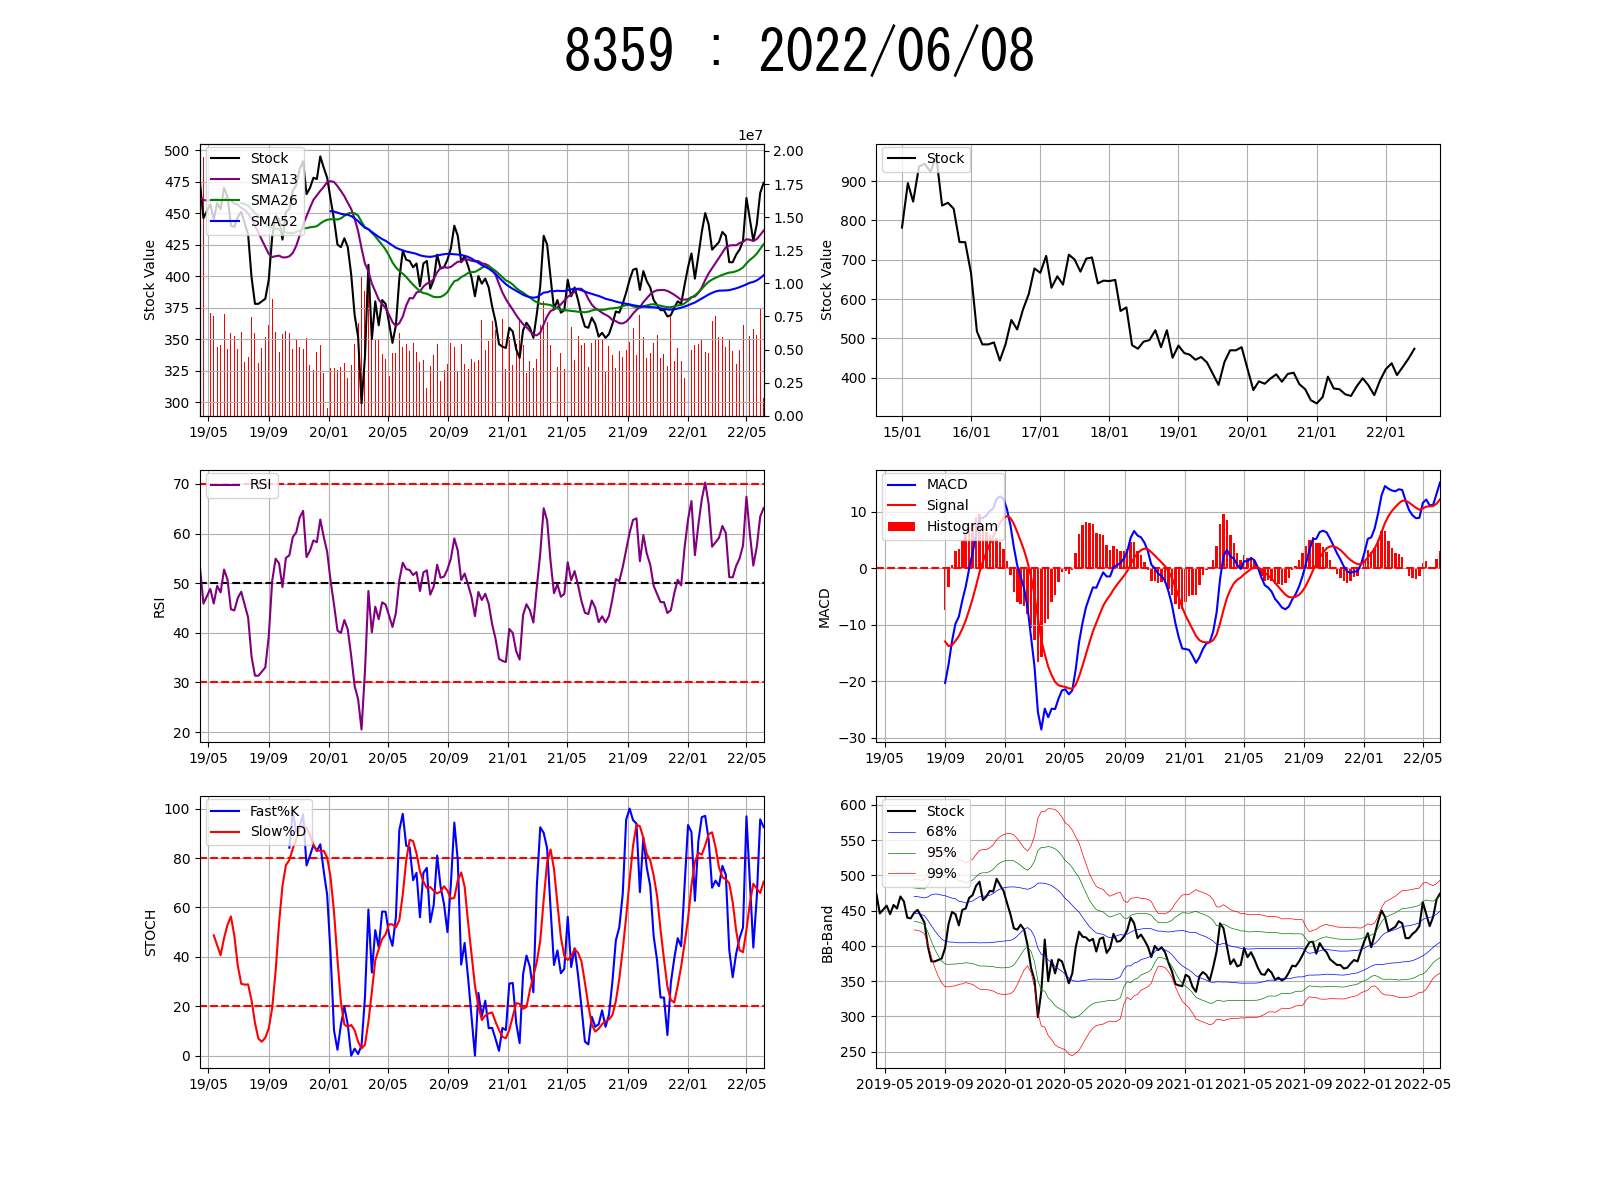 8359 : 2022/06/08
1e7
Stock Value
500
475
450
425
400
375
350
325
300
Stock
SMA13
SMA26
SMA52
2.00
1.75
1.50
1.25
1.00
0.75
0.50
0.25
0.00
19/05 19/09 20/01 20/05 20/09 21/01 21/05 21/09 22/01 22/05
Stock Value
900
800
700
600
500
400
Stock
15/01 16/01 17/01 18/01 19/01 20/01 21/01 22/01
RSI
70
60
50
40
30
20
RSI
19/05 19/09 20/01 20/05 20/09 21/01 21/05 21/09 22/01 22/05
MACD
10
0
−10
−20
−30
MACD
Signal
Histogram
19/05 19/09 20/01 20/05 20/09 21/01 21/05 21/09 22/01 22/05
STOCH
100
80
60
40
20
0
Fast%K
Slow%D
19/05 19/09 20/01 20/05 20/09 21/01 21/05 21/09 22/01 22/05
BB-Band
600
550
500
450
400
350
300
250
Stock
68%
95%
99%
2019-05 2019-09 2020-01 2020-05 2020-09 2021-01 2021-05 2021-09 2022-01 2022-05